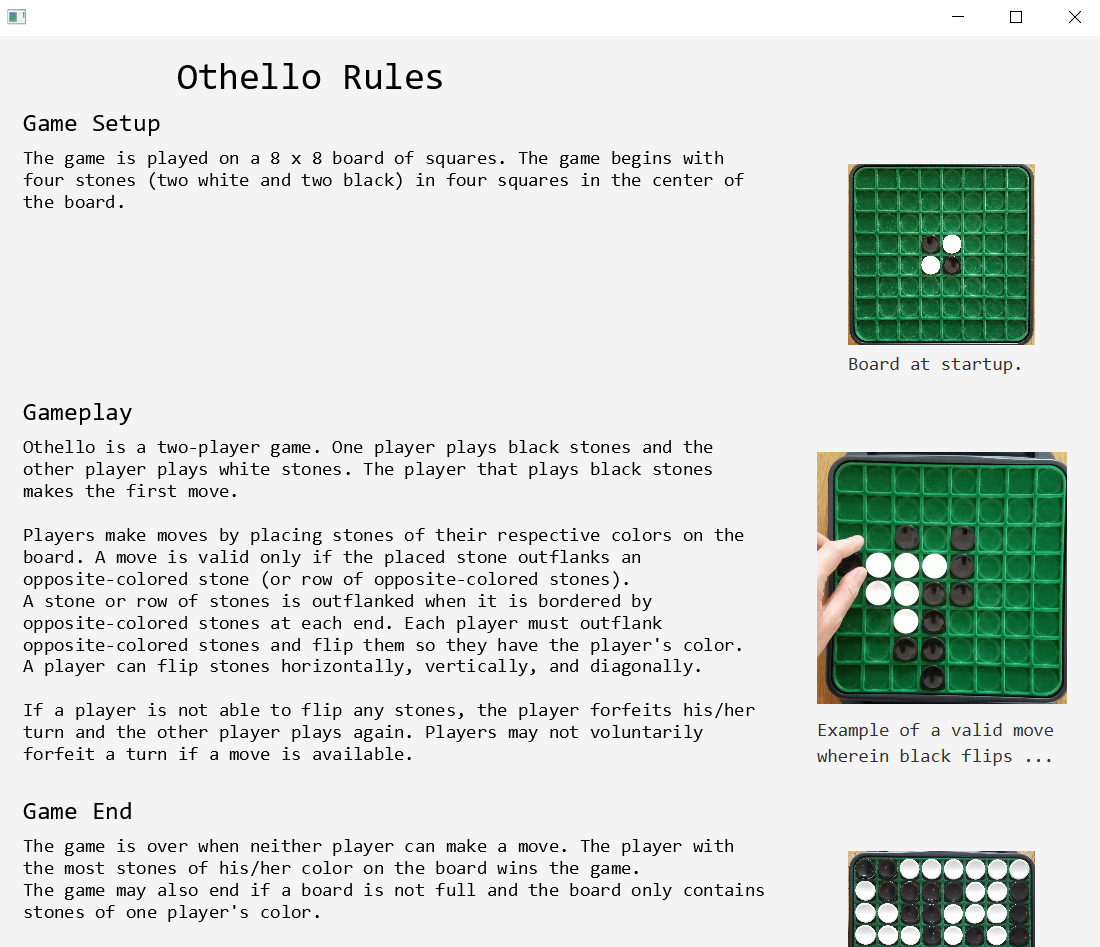 Othello Rules
Game Setup
The game is played on a 8 x 8 board of squares. The game begins with
four stones (two white and two black) in four squares in the center of
the board.
Board at startup.
Gameplay
Othello is a two-player game. One player plays black stones and the
other player plays white stones. The player that plays black stones
makes the first move.
Players make moves by placing stones of their respective colors on the
board. A move is valid only if the placed stone outflanks an
opposite-colored stone (or row of opposite-colored stones).
A stone or row of stones is outflanked when it is bordered by
opposite-colored stones at each end. Each player must outflank
opposite-colored stones and flip them so they have the player's color.
A player can flip stones horizontally, vertically, and diagonally.
If a player is not able to flip any stones, the player forfeits his/her
turn and the other player plays again. Players may not voluntarily
forfeit a turn if a move is available.
Example of a valid move
wherein black flips ...
Game End
The game is over when neither player can make a move. The player with
the most stones of his/her color on the board wins the game.
The game may also end if a board is not full and the board only contains
stones of one player's color.